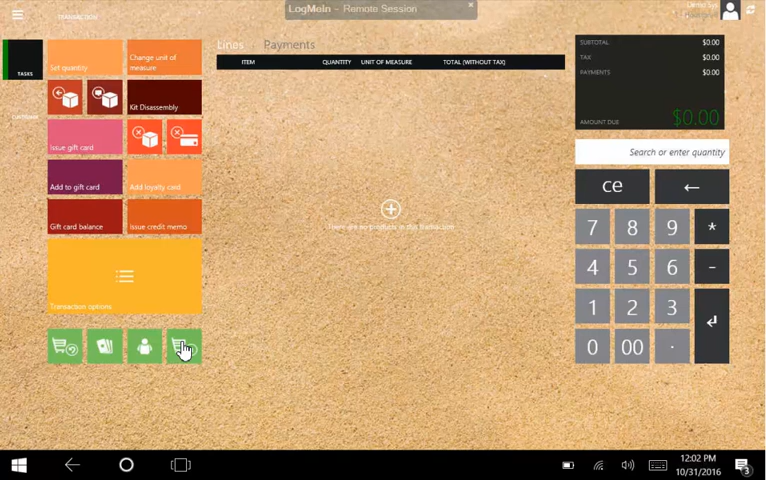 LogMeIn - Remote Session ×
TRANSACTION
TASKS
Set quantity
Change unit of measure
Kit Disassembly
Issue gift card
Add to gift card
Add loyalty card
Gift card balance
Issue credit memo
Transaction options
Lines Payments
ITEM QUANTITY UNIT OF MEASURE TOTAL (WITHOUT TAX)
There are no products in this transaction
SUBTOTAL $0.00
TAX $0.00
PAYMENTS $0.00
AMOUNT DUE $0.00
Search or enter quantity
ce ←
7 8 9 *
4 5 6 -
1 2 3
0 00 .
12:02 PM
10/31/2016
3